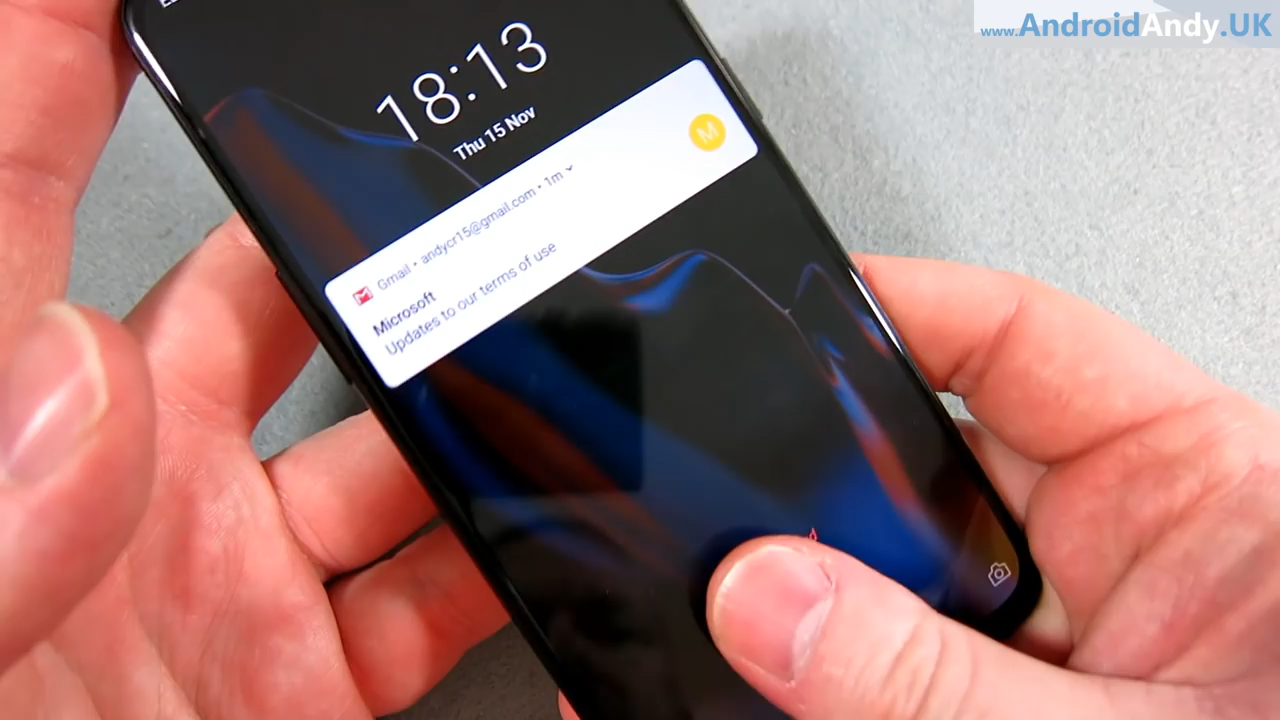 www.AndroidAndy.UK
18:13
Thu 15 Nov
M
Gmail • andycr15@gmail.com • 1m
Microsoft
Updates to our terms of use